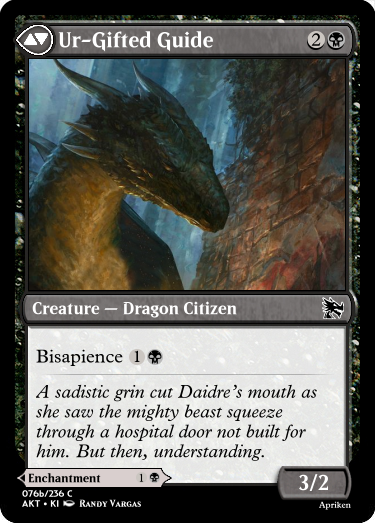 Ur-Gifted Guide 2
Creature — Dragon Citizen
Bisapience 1
A sadistic grin cut Daidre's mouth as
she saw the mighty beast squeeze
through a hospital door not built for
him. But then, understanding.
Enchantment 1
3/2
076b/236 C
AKT • KI RANDY VARGAS
Apriken